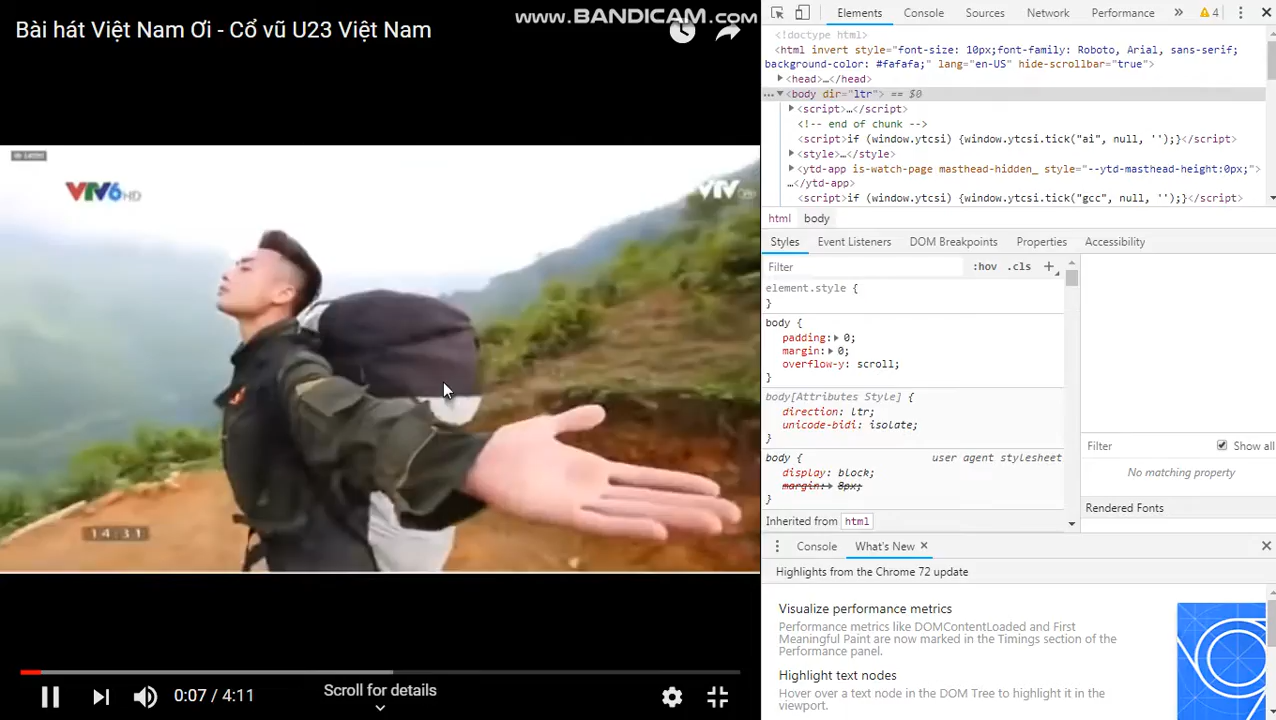 www.BANDICAM.com
Bài hát Việt Nam Ơi - Cổ vũ U23 Việt Nam
VTV6 HD
VTV
14:31
0:07 / 4:11
Scroll for details
Elements Console Sources Network Performance » 4
<!doctype html>
<html invert style="font-size: 10px;font-family: Roboto, Arial, sans-serif;
background-color: #fafafa;" lang="en-US" hide-scrollbar="true">
<head>…</head>
… <body dir="ltr"> == $0
<script>…</script>
<!-- end of chunk -->
<script>if (window.ytcsi) {window.ytcsi.tick("ai", null, '');}</script>
<style>…</style>
<ytd-app is-watch-page masthead-hidden_ style="--ytd-masthead-height:0px;">
…</ytd-app>
<script>if (window.ytcsi) {window.ytcsi.tick("gcc", null, '');}</script>
html body
Styles Event Listeners DOM Breakpoints Properties Accessibility
Filter :hov .cls +
element.style {
}
body {
padding: 0;
margin: 0;
overflow-y: scroll;
}
body[Attributes Style] {
direction: ltr;
unicode-bidi: isolate;
}
body { user agent stylesheet
display: block;
margin: 8px;
}
Inherited from html
Filter Show all
No matching property
Rendered Fonts
Console What's New ×
Highlights from the Chrome 72 update
Visualize performance metrics
Performance metrics like DOMContentLoaded and First
Meaningful Paint are now marked in the Timings section of the
Performance panel.
Highlight text nodes
Hover over a text node in the DOM Tree to highlight it in the
viewport.